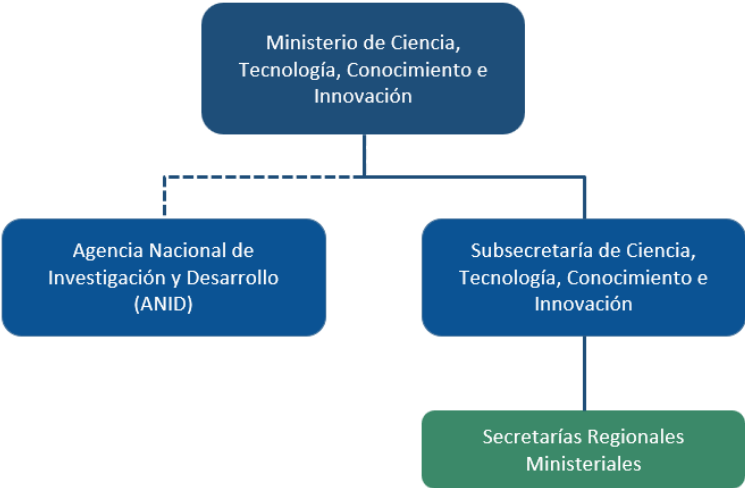 Ministerio de Ciencia,
Tecnología, Conocimiento e
Innovación
Agencia Nacional de
Investigación y Desarrollo
(ANID)
Subsecretaría de Ciencia,
Tecnología, Conocimiento e
Innovación
Secretarías Regionales
Ministeriales